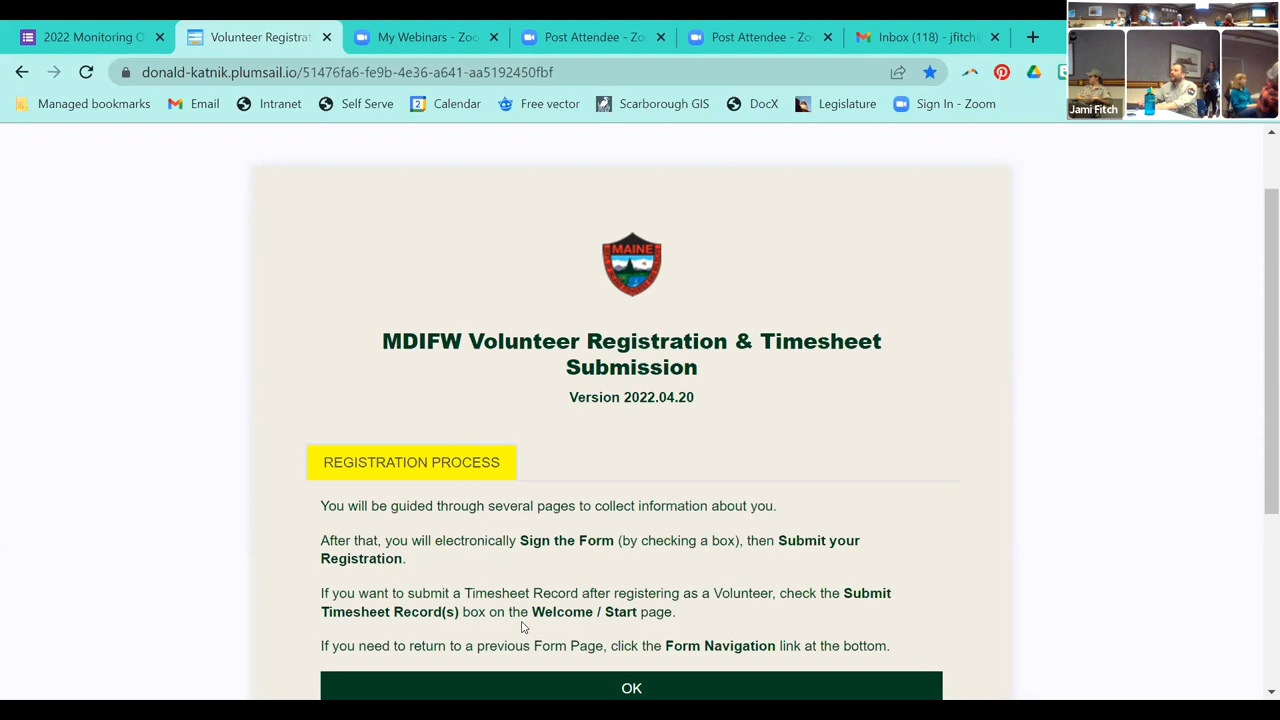 2022 Monitoring O
Volunteer Registrat
My Webinars - Zoo
Post Attendee - Zoo
Post Attendee - Zoo
Inbox (118) - jfitch@
donald-katnik.plumsail.io/51476fa6-fe9b-4e36-a641-aa5192450fbf
Managed bookmarks
Email
Intranet
Self Serve
Calendar
Free vector
Scarborough GIS
DocX
Legislature
Sign In - Zoom
Jami Fitch
MAINE
MDIFW Volunteer Registration & Timesheet
Submission
Version 2022.04.20
REGISTRATION PROCESS
You will be guided through several pages to collect information about you.
After that, you will electronically Sign the Form (by checking a box), then Submit your
Registration.
If you want to submit a Timesheet Record after registering as a Volunteer, check the Submit
Timesheet Record(s) box on the Welcome / Start page.
If you need to return to a previous Form Page, click the Form Navigation link at the bottom.
OK